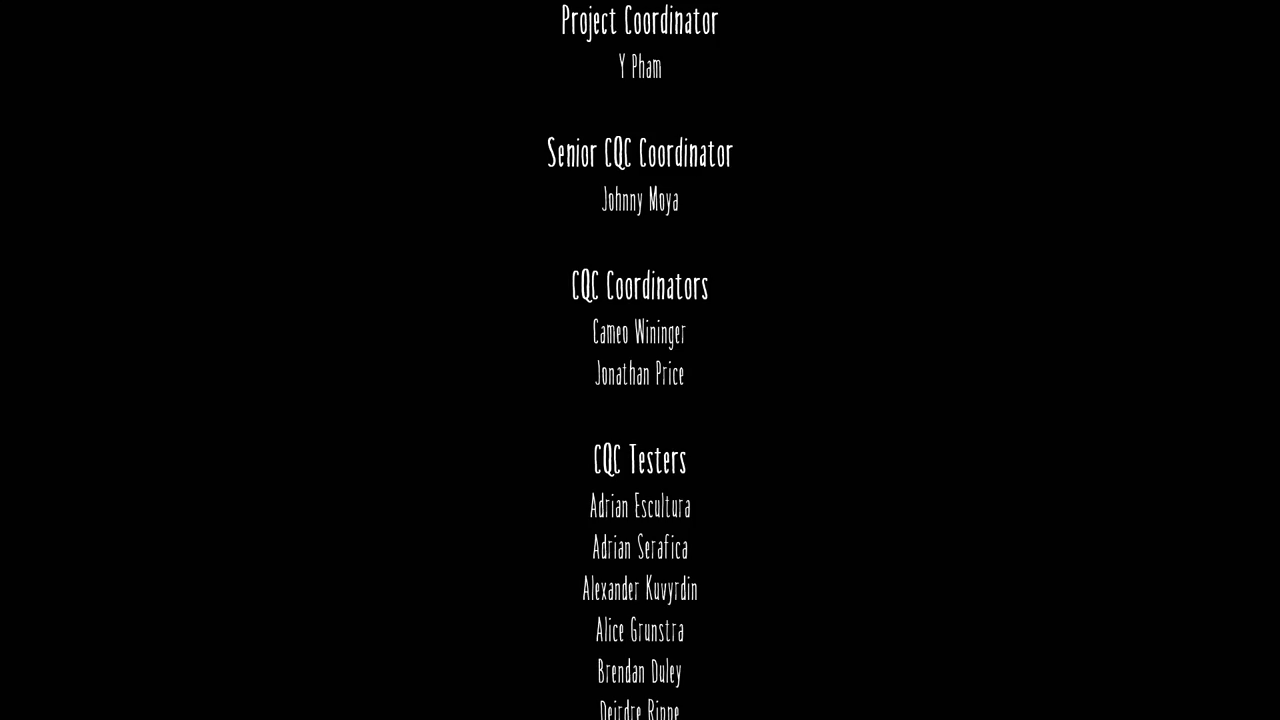 Project Coordinator
Y Pham
Senior CQC Coordinator
Johnny Moya
CQC Coordinators
Cameo Wininger
Jonathan Price
CQC Testers
Adrian Escultura
Adrian Serafica
Alexander Kuvyrdin
Alice Grunstra
Brendan Duley
Deirdre